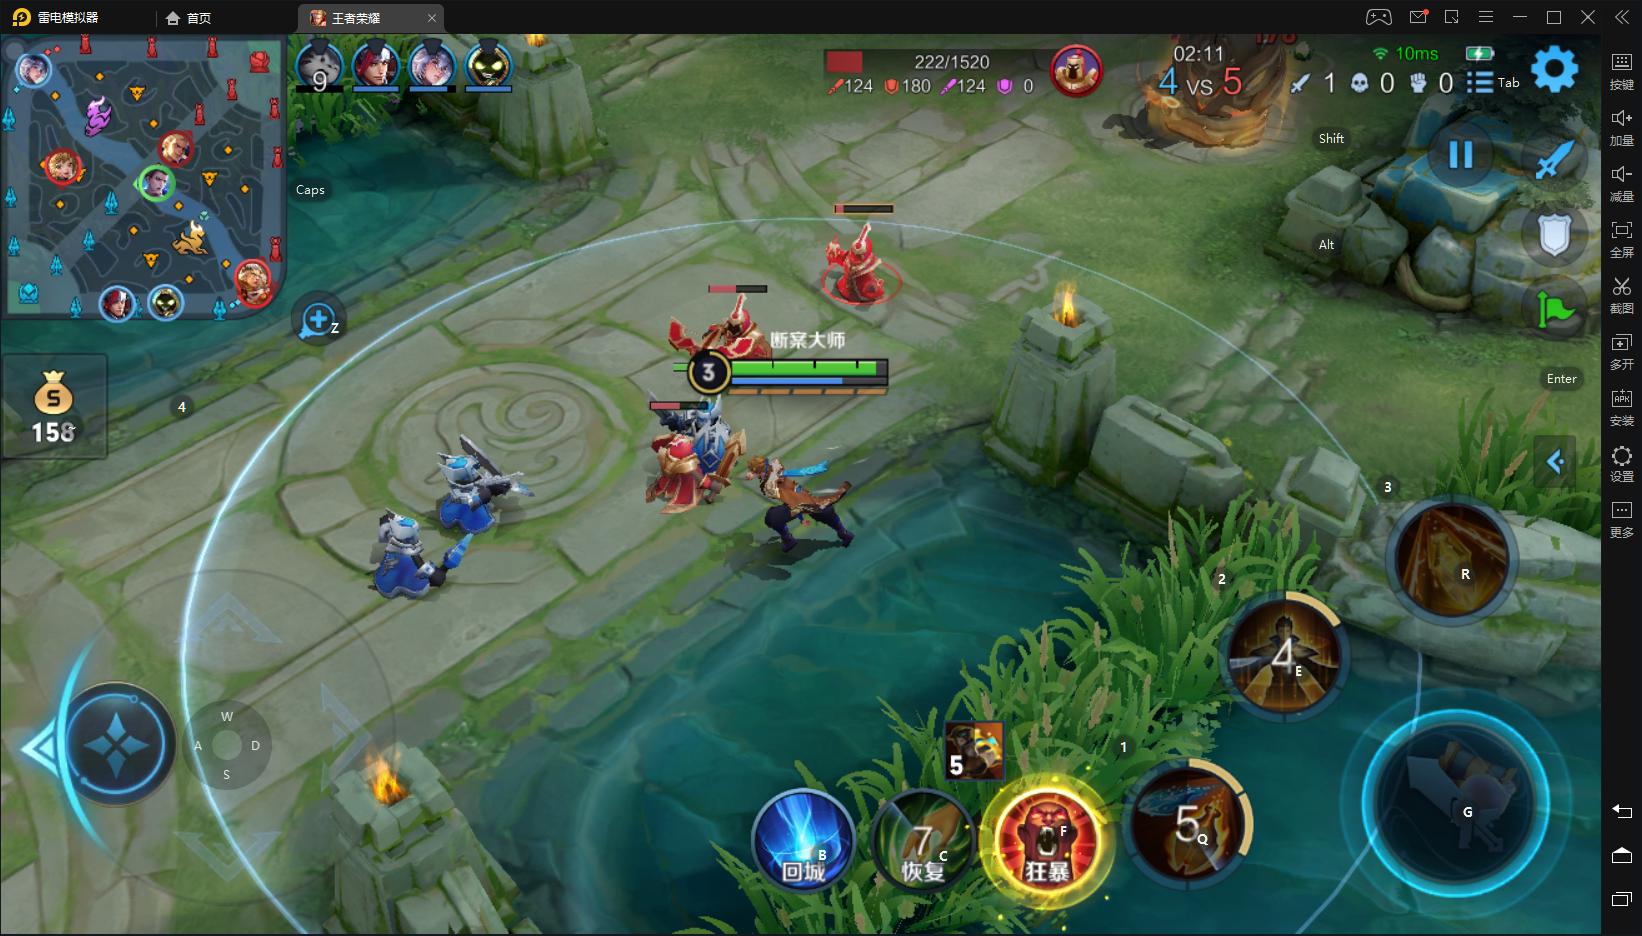 雷电模拟器
首页
王者荣耀
9
222/1520
124 180 124 0
02:11
4 VS 5
10ms
1 0 0
Tab
Shift
Caps
Alt
Z
Enter
158
4
断案大师
3
3
R
2
4
E
W
A D
S
5
1
B
回城
7
C
恢复
F
狂暴
5
Q
G
按键
加量
减量
全屏
截图
多开
APK
安装
设置
更多